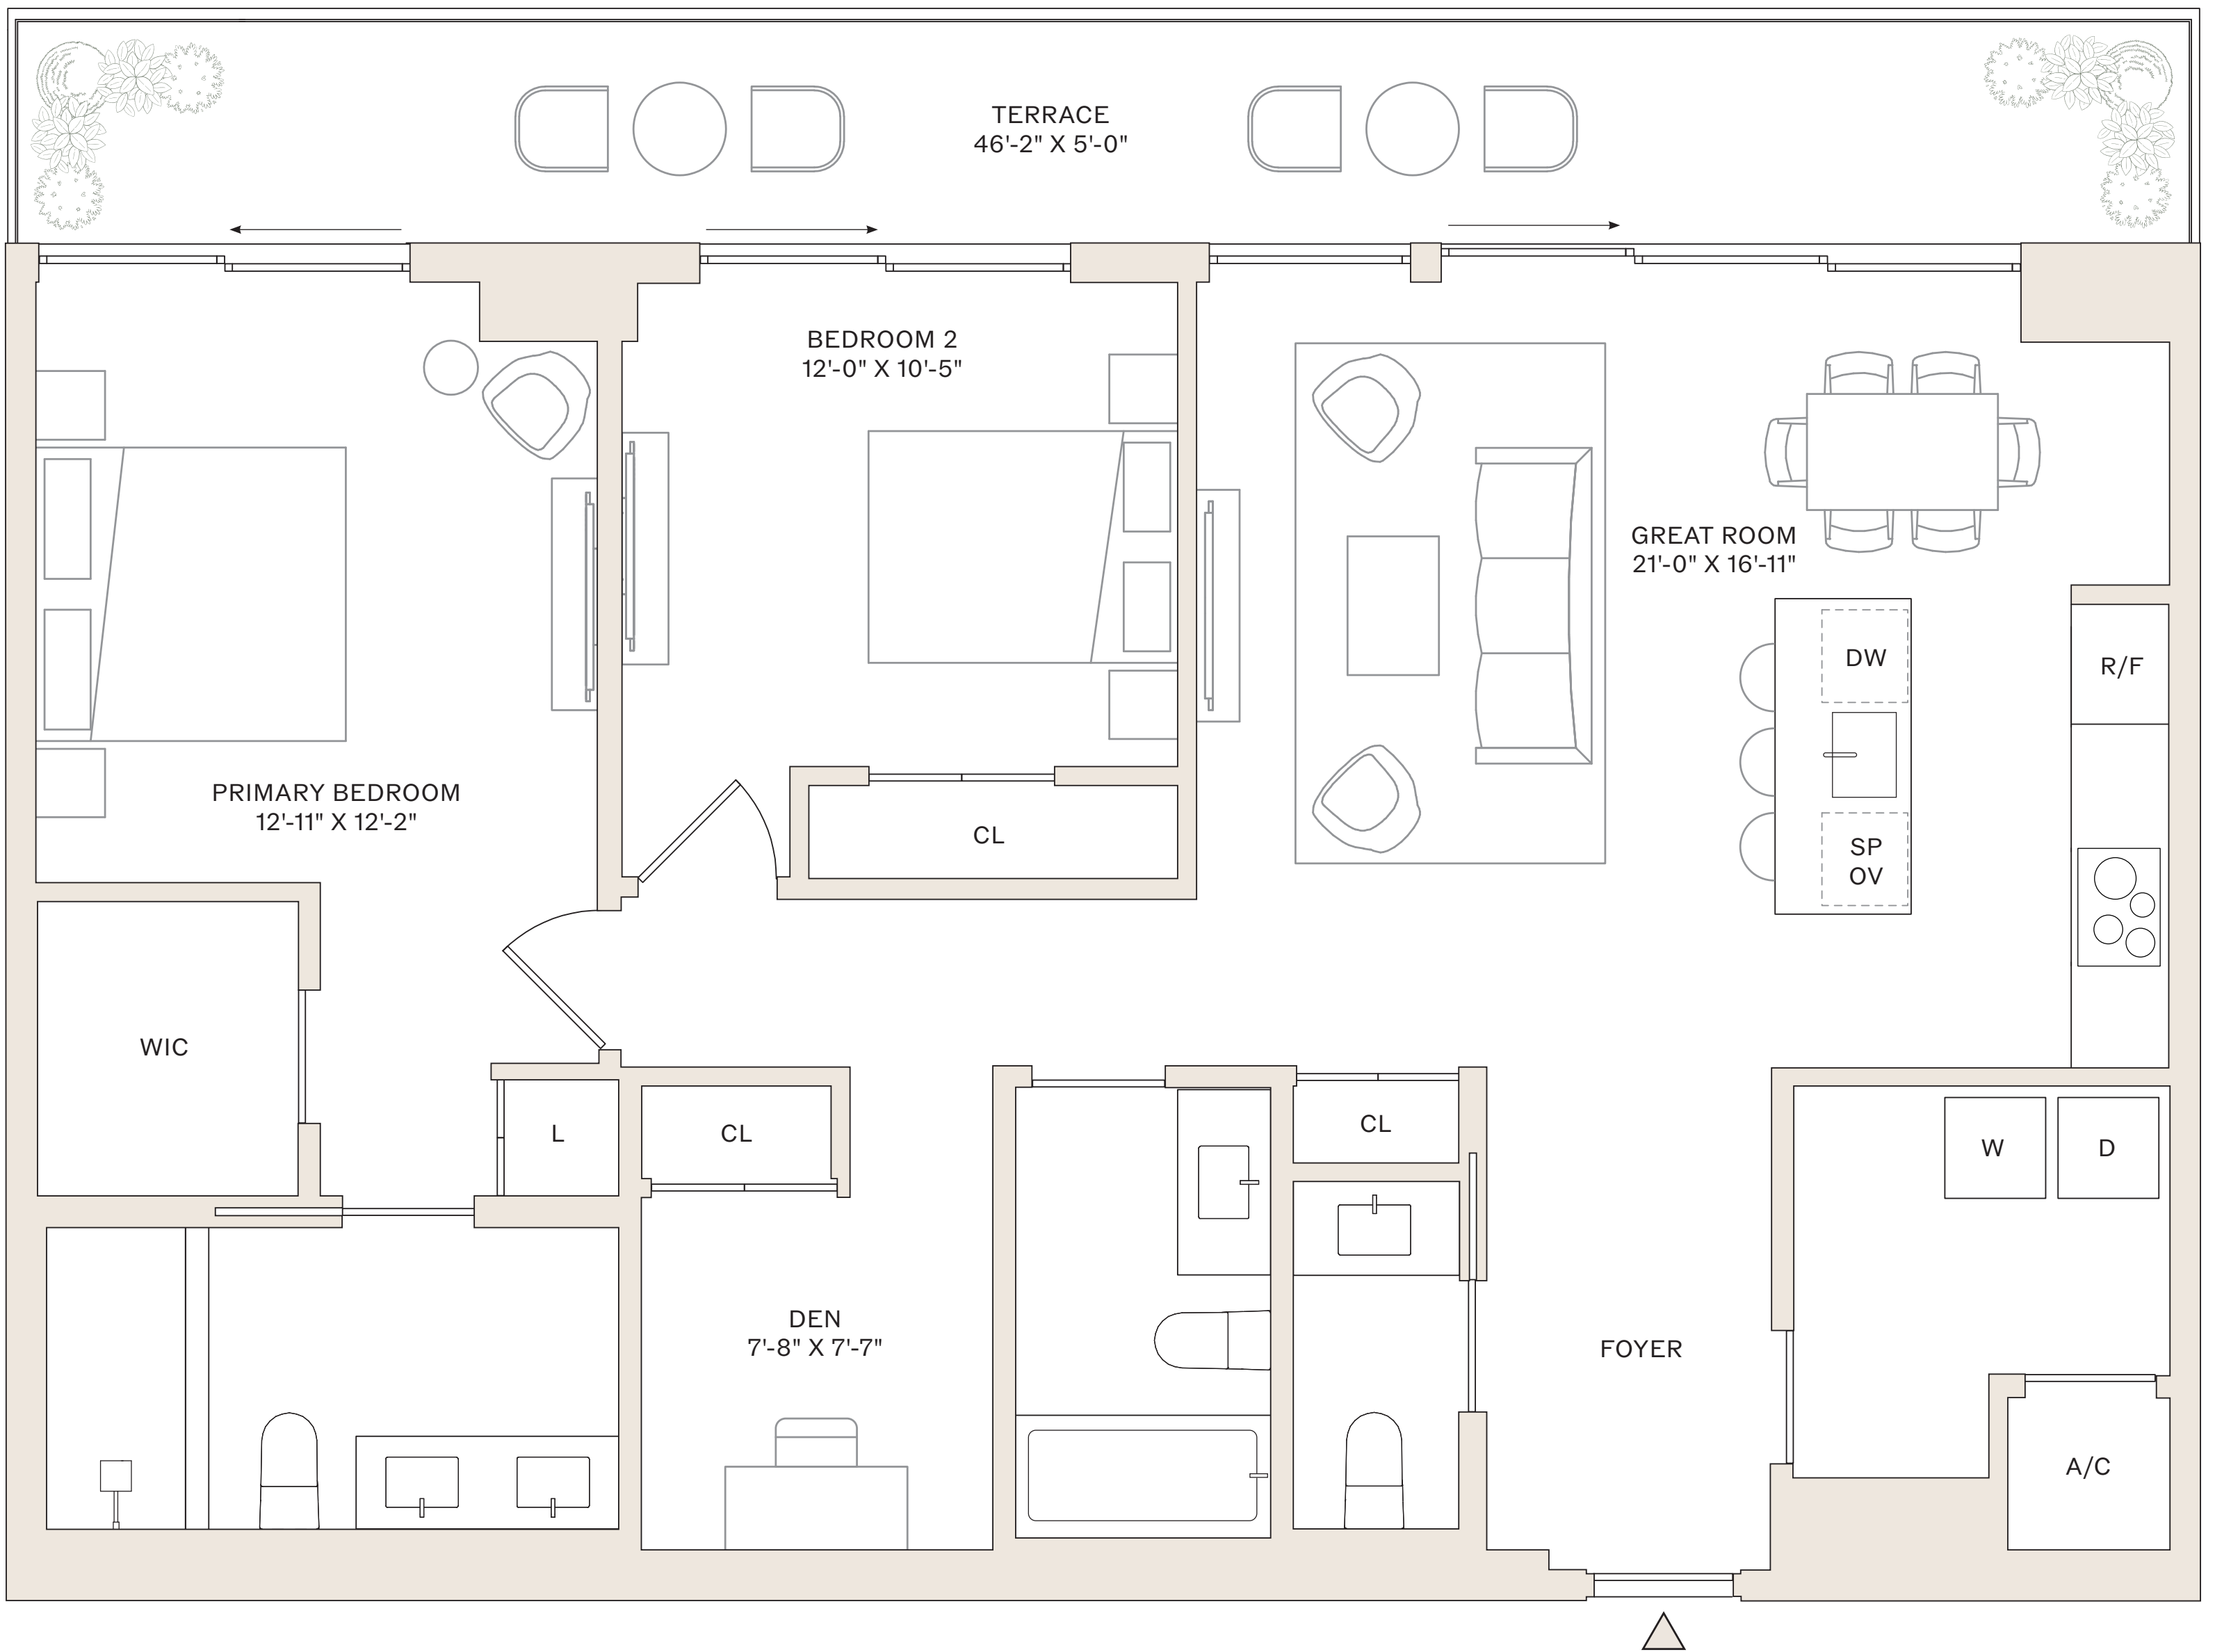 TERRACE
46'-2" X 5'-0"
BEDROOM 2
12'-0" X 10'-5"
GREAT ROOM
21'-0" X 16'-11"
DW
R/F
PRIMARY BEDROOM
12'-11" X 12'-2"
CL
SP
OV
WIC
L
CL
CL
W
D
DEN
7'-8" X 7'-7"
FOYER
A/C